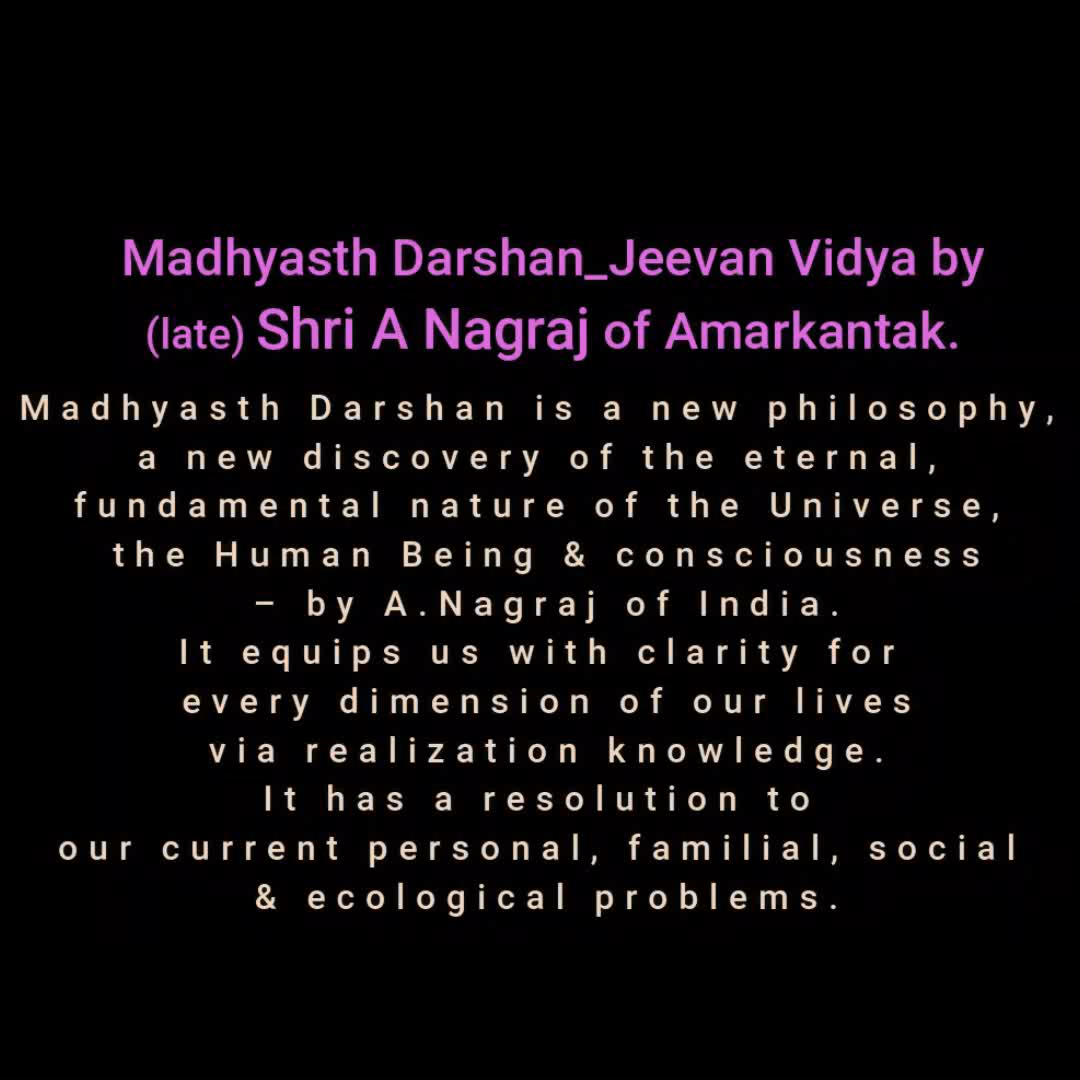 Madhyasth Darshan_Jeevan Vidya by
(late) Shri A Nagraj of Amarkantak.
Madhyasth Darshan is a new philosophy,
a new discovery of the eternal,
fundamental nature of the Universe,
the Human Being & consciousness
– by A.Nagraj of India.
It equips us with clarity for
every dimension of our lives
via realization knowledge.
It has a resolution to
our current personal, familial, social
& ecological problems.